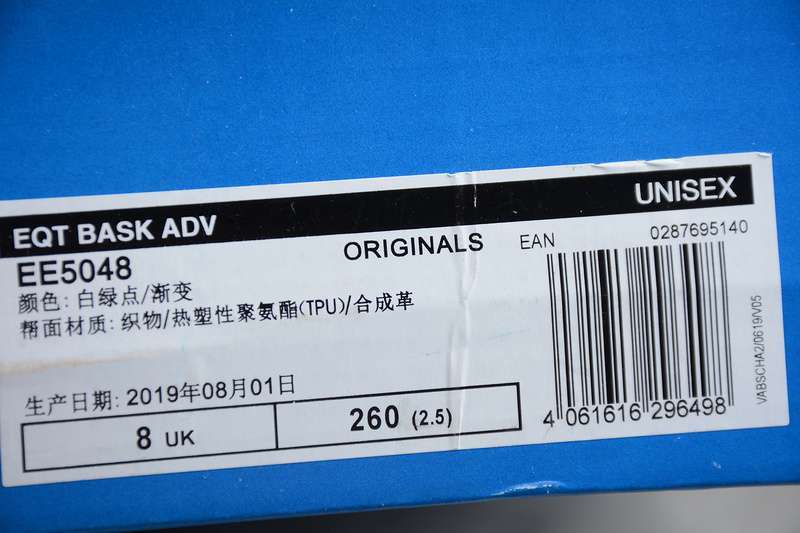 EQT BASK ADV
UNISEX
EE5048
ORIGINALS
EAN
0287695140
颜色: 白绿点/渐变
帮面材质: 织物/热塑性聚氨酯(TPU)/合成革
生产日期: 2019年08月01日
8 UK
260 (2.5)
4 061616 296498
VABSCHA2/0619/V05